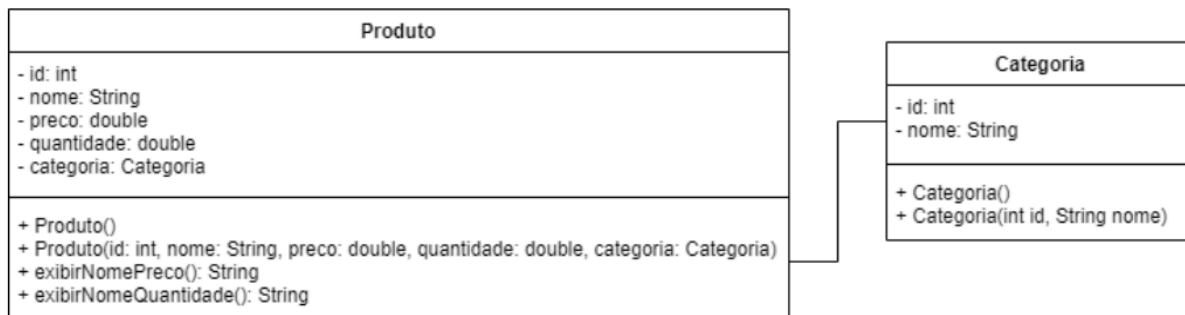 Produto
- id: int
- nome: String
- preco: double
- quantidade: double
- categoria: Categoria
+ Produto()
+ Produto(id: int, nome: String, preco: double, quantidade: double, categoria: Categoria)
+ exibirNomePreco(): String
+ exibirNomeQuantidade(): String
Categoria
- id: int
- nome: String
+ Categoria()
+ Categoria(int id, String nome)